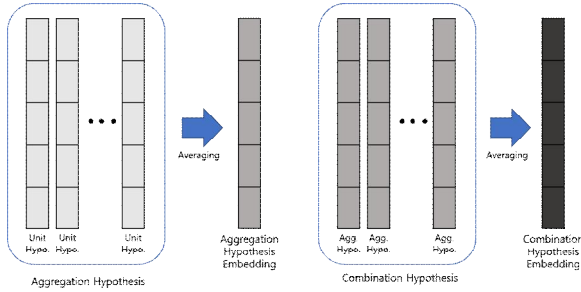 Unit
Hypo.
Unit
Hypo.
Unit
Hypo.
Aggregation Hypothesis
Averaging
Aggregation
Hypothesis
Embedding
Agg.
Hypo.
Agg.
Hypo.
Agg.
Hypo.
Combination Hypothesis
Averaging
Combination
Hypothesis
Embedding